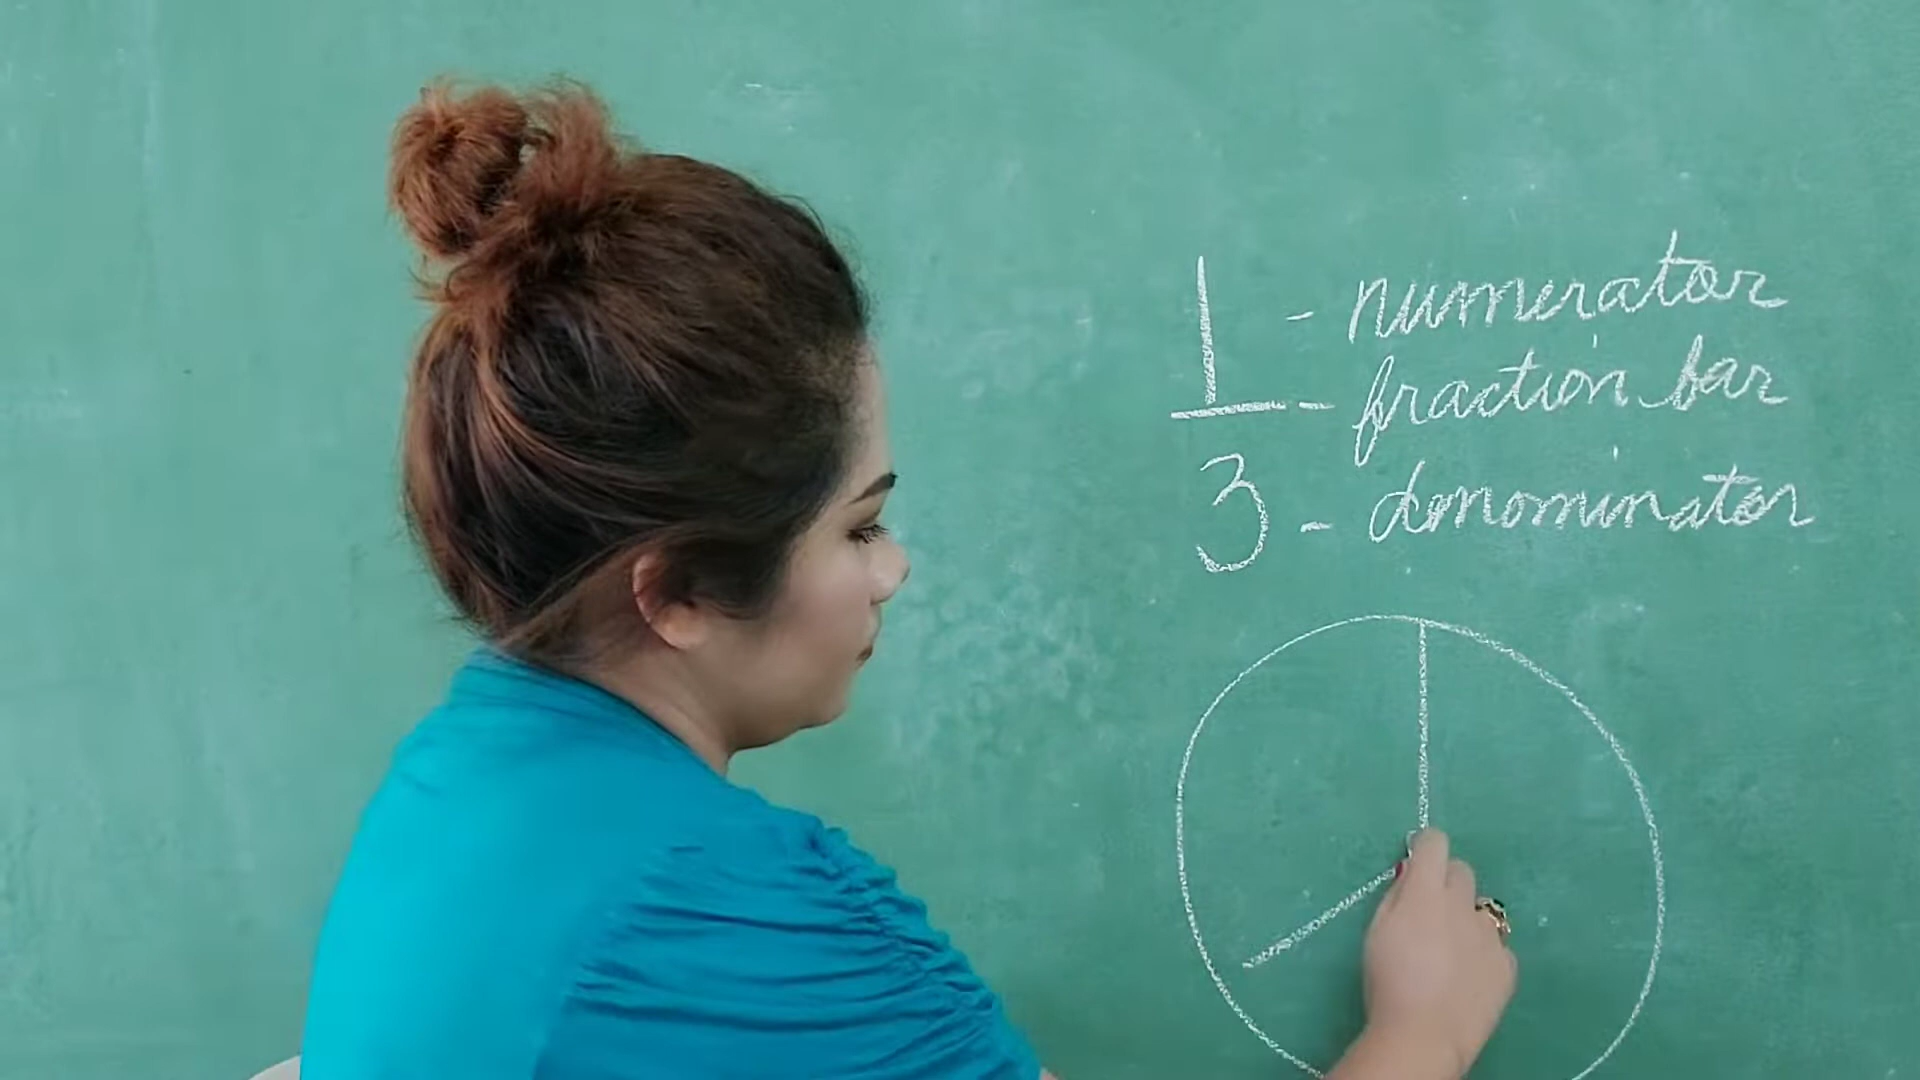 1 - numerator
- fraction bar
3 - denominator